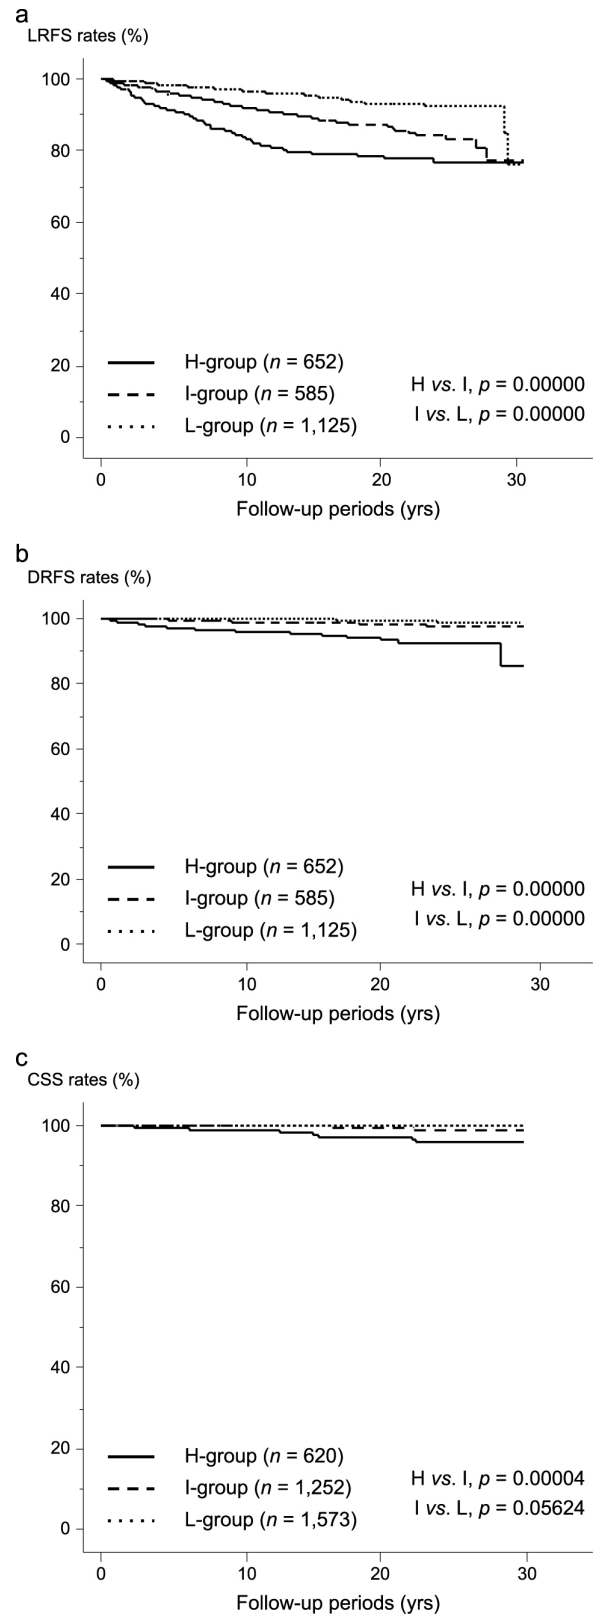 a
LRFS rates (%)
100
80
60
40
20
0
H-group (n = 652)
I-group (n = 585)
L-group (n = 1,125)
H vs. I, p = 0.00000
I vs. L, p = 0.00000
0 10 20 30
Follow-up periods (yrs)
b
DRFS rates (%)
100
80
60
40
20
0
H-group (n = 652)
I-group (n = 585)
L-group (n = 1,125)
H vs. I, p = 0.00000
I vs. L, p = 0.00000
0 10 20 30
Follow-up periods (yrs)
c
CSS rates (%)
100
80
60
40
20
0
H-group (n = 620)
I-group (n = 1,252)
L-group (n = 1,573)
H vs. I, p = 0.00004
I vs. L, p = 0.05624
0 10 20 30
Follow-up periods (yrs)